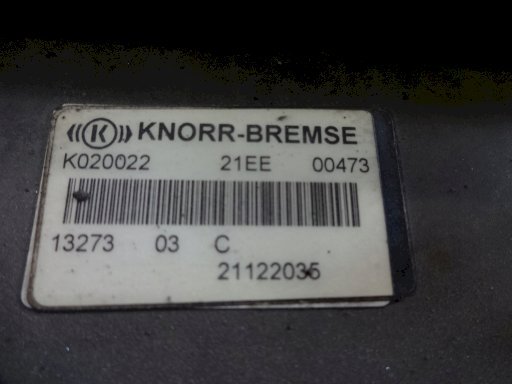 KNORR-BREMSE
K020022 21EE 00473
13273 03 C
21122035